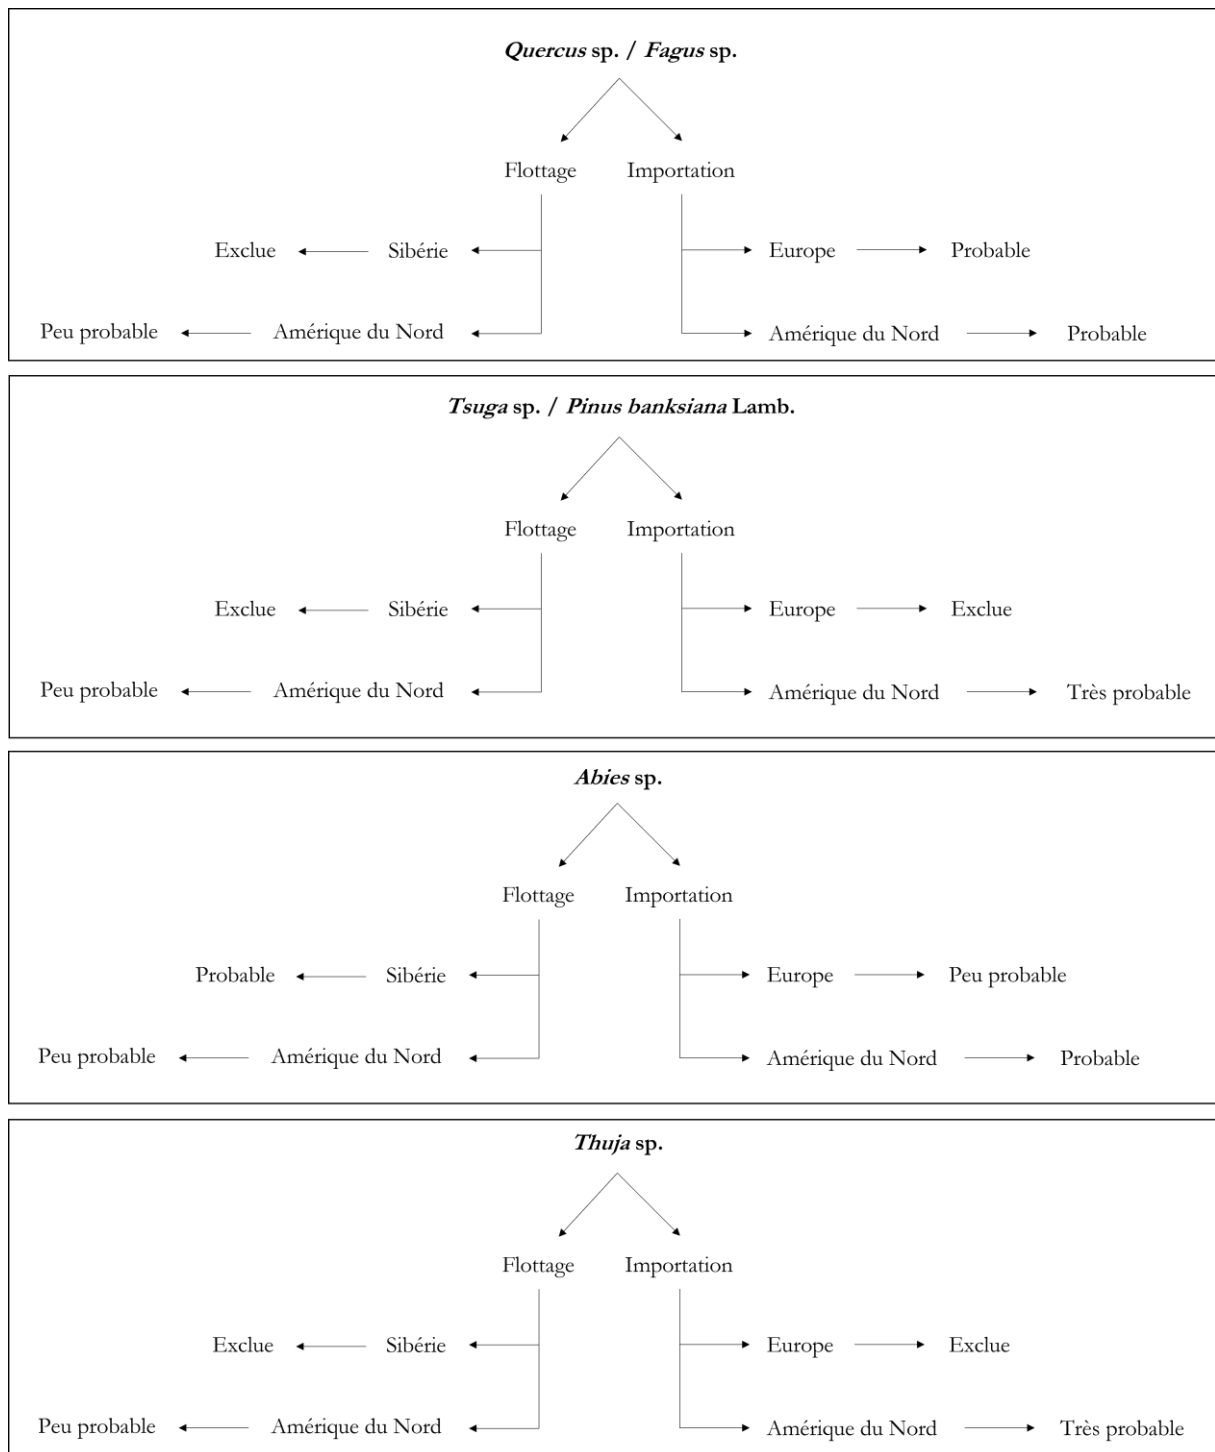 Quercus sp. / Fagus sp.
Flottage Importation
Exclue Sibérie Europe Probable
Peu probable Amérique du Nord Amérique du Nord Probable
Tsuga sp. / Pinus banksiana Lamb.
Flottage Importation
Exclue Sibérie Europe Exclue
Peu probable Amérique du Nord Amérique du Nord Très probable
Abies sp.
Flottage Importation
Probable Sibérie Europe Peu probable
Peu probable Amérique du Nord Amérique du Nord Probable
Thuja sp.
Flottage Importation
Exclue Sibérie Europe Exclue
Peu probable Amérique du Nord Amérique du Nord Très probable